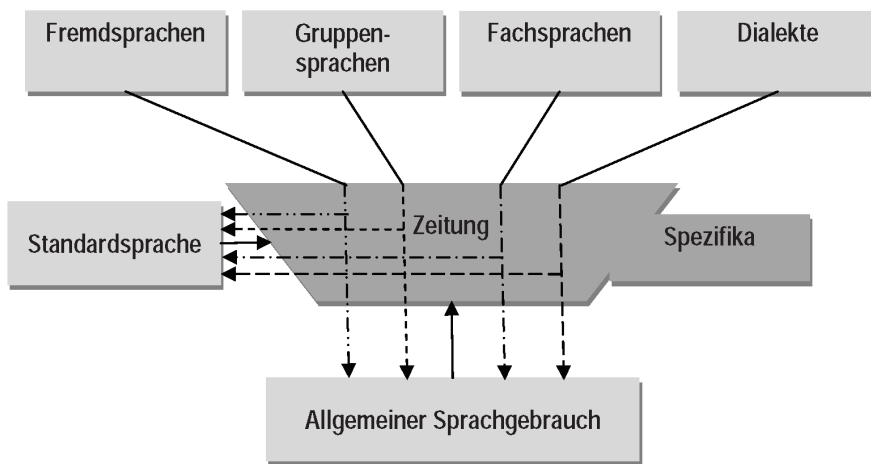 Fremdsprachen
Gruppen-
sprachen
Fachsprachen
Dialekte
Zeitung
Standardsprache
Spezifika
Allgemeiner Sprachgebrauch